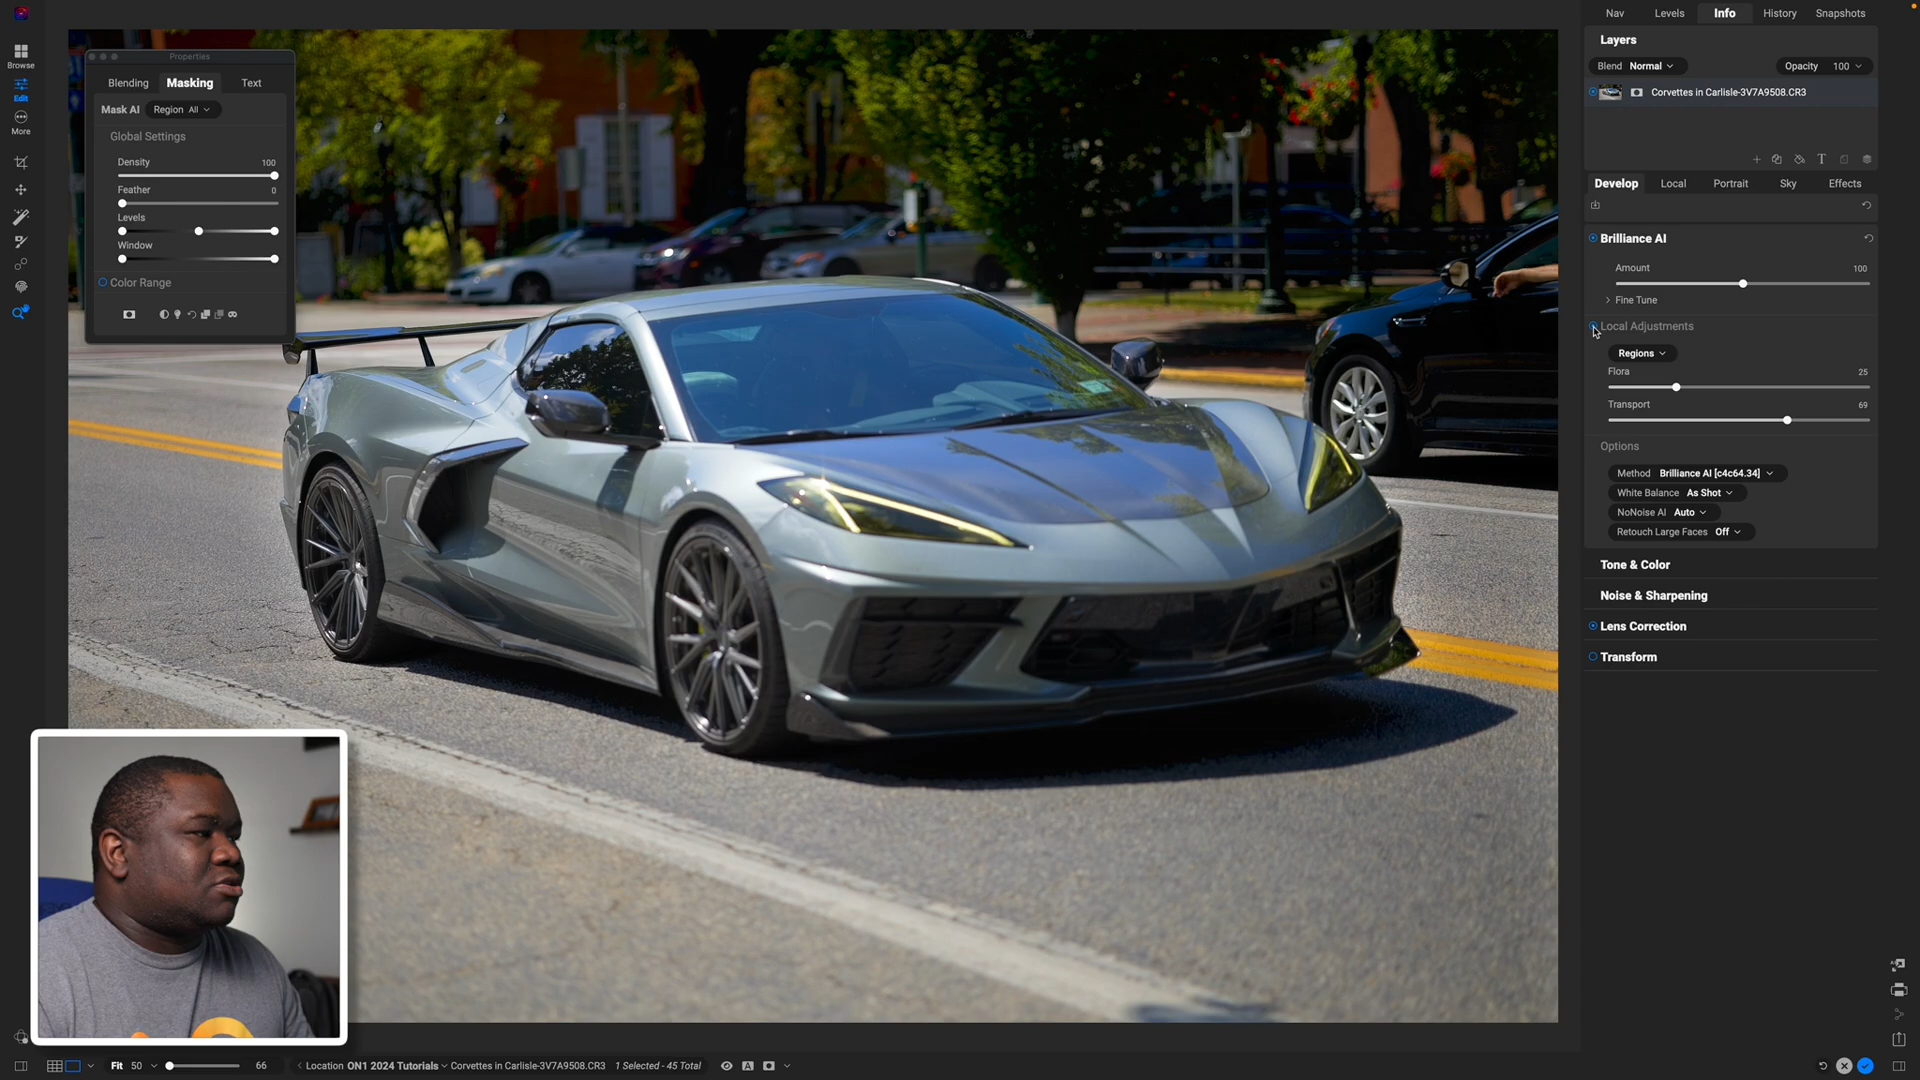 Browse
Edit
More
Properties
Blending Masking Text
Mask AI Region All
Global Settings
Density 100
Feather 0
Levels
Window
Color Range
Nav Levels Info History Snapshots
Layers
Blend Normal Opacity 100
Corvettes in Carlisle-3V7A9508.CR3
T
Develop Local Portrait Sky Effects
Brilliance AI
Amount 100
Fine Tune
Local Adjustments
Regions
Flora 25
Transport 69
Options
Method Brilliance AI [c4c64.34]
White Balance As Shot
NoNoise AI Auto
Retouch Large Faces Off
Tone & Color
Noise & Sharpening
Lens Correction
Transform
Fit 50 66 Location ON1 2024 Tutorials Corvettes in Carlisle-3V7A9508.CR3 1 Selected - 45 Total A